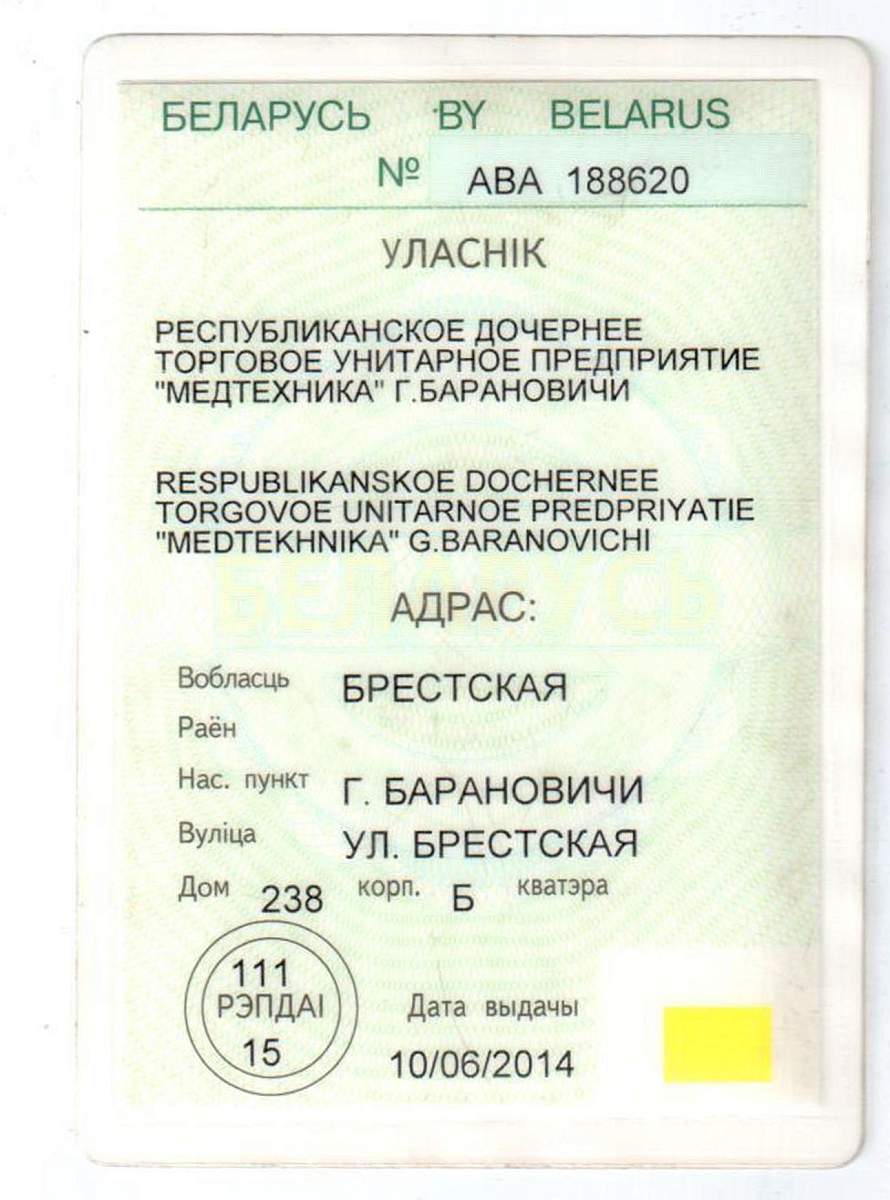 БЕЛАРУСЬ BY BELARUS
№ ABA 188620
УЛАСНІК
РЕСПУБЛИКАНСКОЕ ДОЧЕРНЕЕ
ТОРГОВОЕ УНИТАРНОЕ ПРЕДПРИЯТИЕ
"МЕДТЕХНИКА" Г.БАРАНОВИЧИ
RESPUBLIKANSKOE DOCHERNEE
TORGOVOE UNITARNOE PREDPRIYATIE
"MEDTEKHNIKA" G.BARANOVICHI
БЕЛАРУСЬ
АДРАС:
Вобласць БРЕСТСКАЯ
Раён
Нас. пункт Г. БАРАНОВИЧИ
Вуліца УЛ. БРЕСТСКАЯ
Дом 238 корп. Б кватэра
111
РЭПДАІ
15
Дата выдачы
10/06/2014